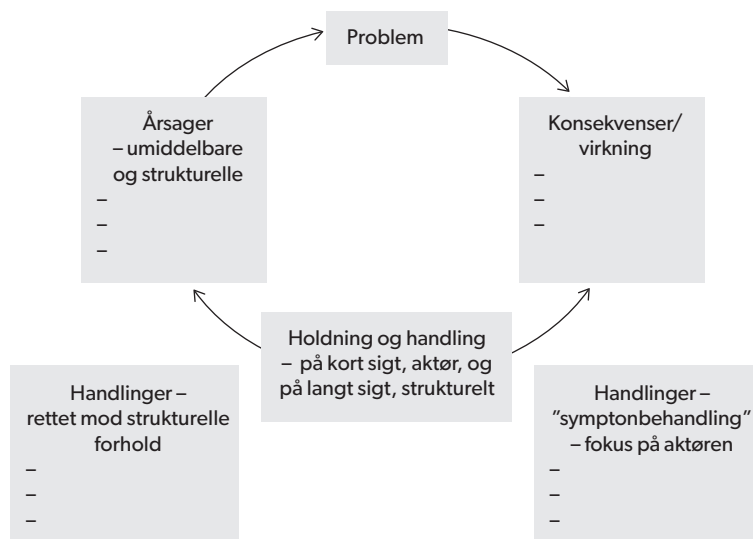 Problem
Årsager
– umiddelbare
og strukturelle
–
–
–
Konsekvenser/
virkning
–
–
–
Holdning og handling
– på kort sigt, aktør, og
på langt sigt, strukturelt
Handlinger –
rettet mod strukturelle
forhold
–
–
–
Handlinger –
”symptonbehandling”
– fokus på aktøren
–
–
–